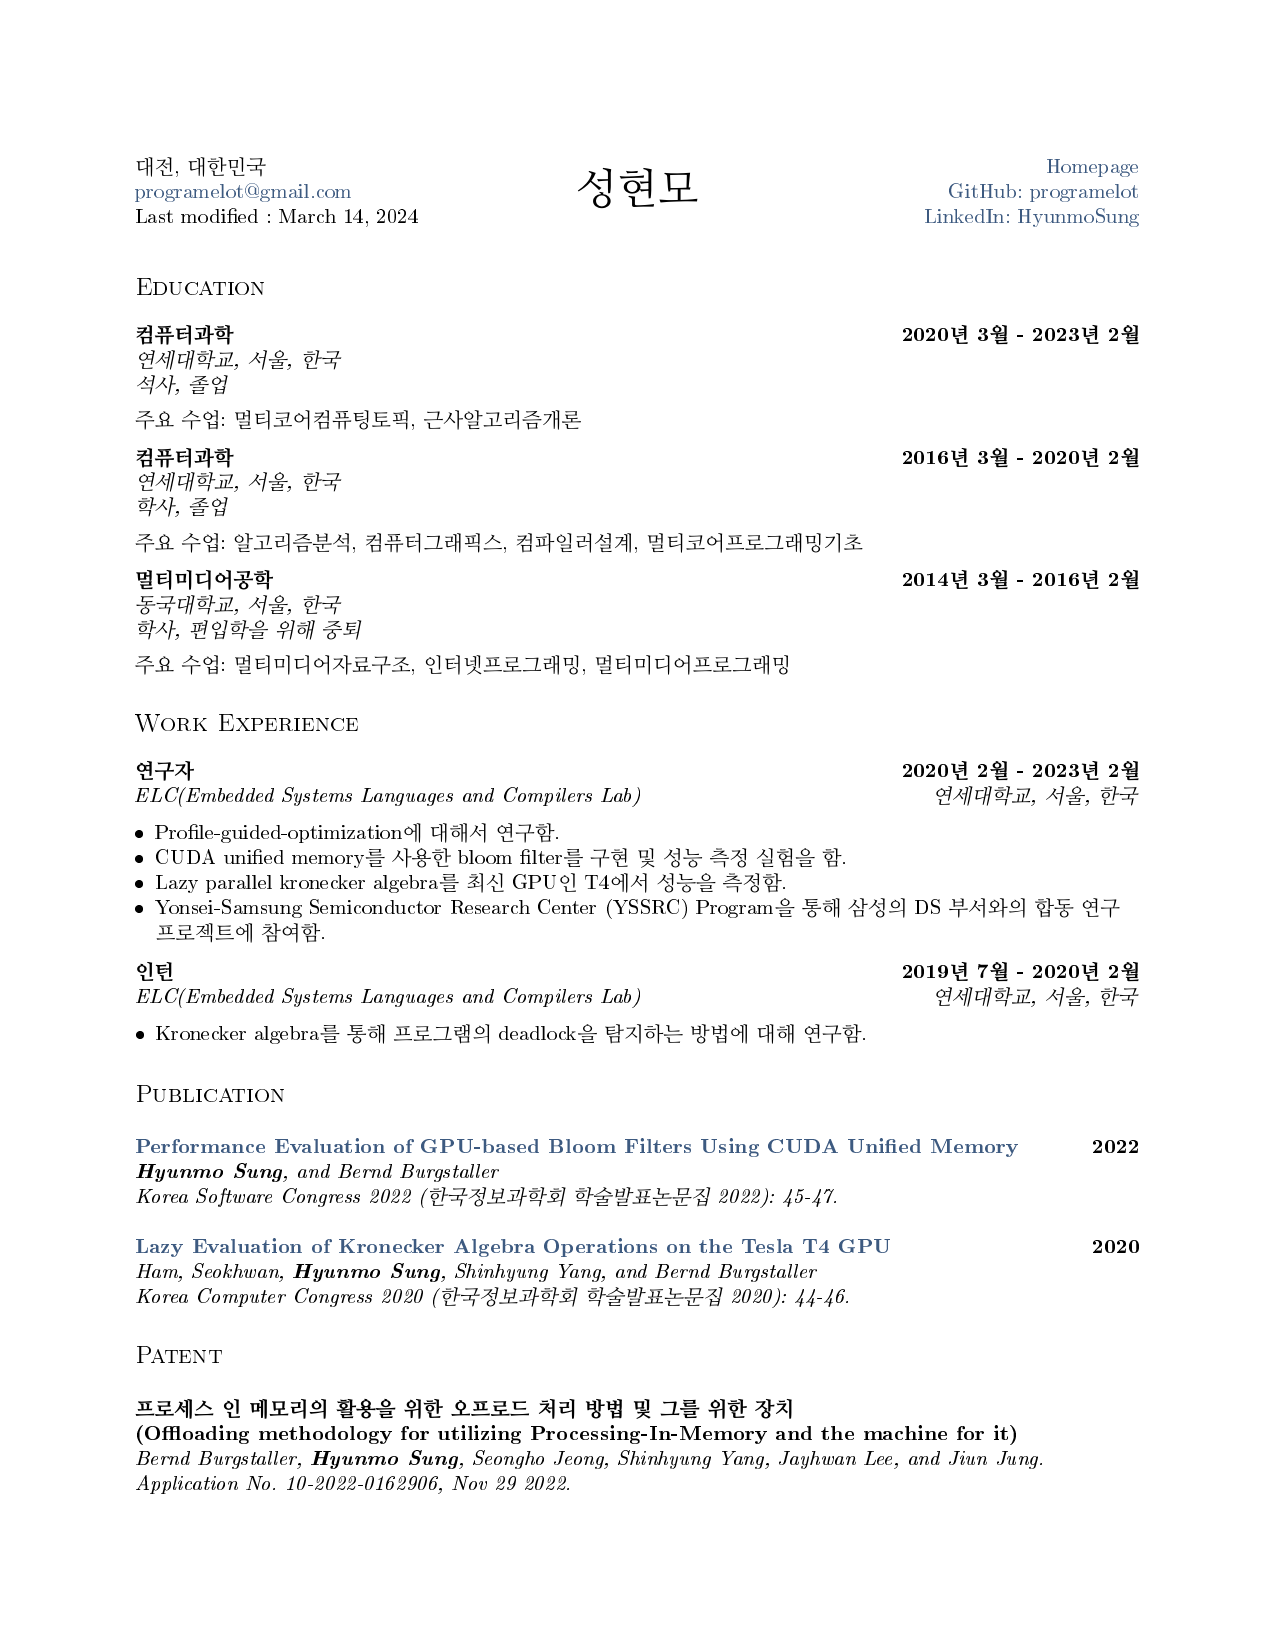 대전, 대한민국
programelot@gmail.com
Last modified : March 14, 2024
성현모
Homepage
GitHub: programelot
LinkedIn: HyunmoSung
Education
컴퓨터과학 2020년 3월 - 2023년 2월
연세대학교, 서울, 한국
석사, 졸업
주요 수업: 멀티코어컴퓨팅토픽, 근사알고리즘개론
컴퓨터과학 2016년 3월 - 2020년 2월
연세대학교, 서울, 한국
학사, 졸업
주요 수업: 알고리즘분석, 컴퓨터그래픽스, 컴파일러설계, 멀티코어프로그래밍기초
멀티미디어공학 2014년 3월 - 2016년 2월
동국대학교, 서울, 한국
학사, 편입학을 위해 중퇴
주요 수업: 멀티미디어자료구조, 인터넷프로그래밍, 멀티미디어프로그래밍
Work Experience
연구자 2020년 2월 - 2023년 2월
ELC(Embedded Systems Languages and Compilers Lab) 연세대학교, 서울, 한국
• Profile-guided-optimization에 대해서 연구함.
• CUDA unified memory를 사용한 bloom filter를 구현 및 성능 측정 실험을 함.
• Lazy parallel kronecker algebra를 최신 GPU인 T4에서 성능을 측정함.
• Yonsei-Samsung Semiconductor Research Center (YSSRC) Program을 통해 삼성의 DS 부서와의 합동 연구
프로젝트에 참여함.
인턴 2019년 7월 - 2020년 2월
ELC(Embedded Systems Languages and Compilers Lab) 연세대학교, 서울, 한국
• Kronecker algebra를 통해 프로그램의 deadlock을 탐지하는 방법에 대해 연구함.
Publication
Performance Evaluation of GPU-based Bloom Filters Using CUDA Unified Memory 2022
Hyunmo Sung, and Bernd Burgstaller
Korea Software Congress 2022 (한국정보과학회 학술발표논문집 2022): 45-47.
Lazy Evaluation of Kronecker Algebra Operations on the Tesla T4 GPU 2020
Ham, Seokhwan, Hyunmo Sung, Shinhyung Yang, and Bernd Burgstaller
Korea Computer Congress 2020 (한국정보과학회 학술발표논문집 2020): 44-46.
Patent
프로세스 인 메모리의 활용을 위한 오프로드 처리 방법 및 그를 위한 장치
(Offloading methodology for utilizing Processing-In-Memory and the machine for it)
Bernd Burgstaller, Hyunmo Sung, Seongho Jeong, Shinhyung Yang, Jayhwan Lee, and Jiun Jung.
Application No. 10-2022-0162906, Nov 29 2022.